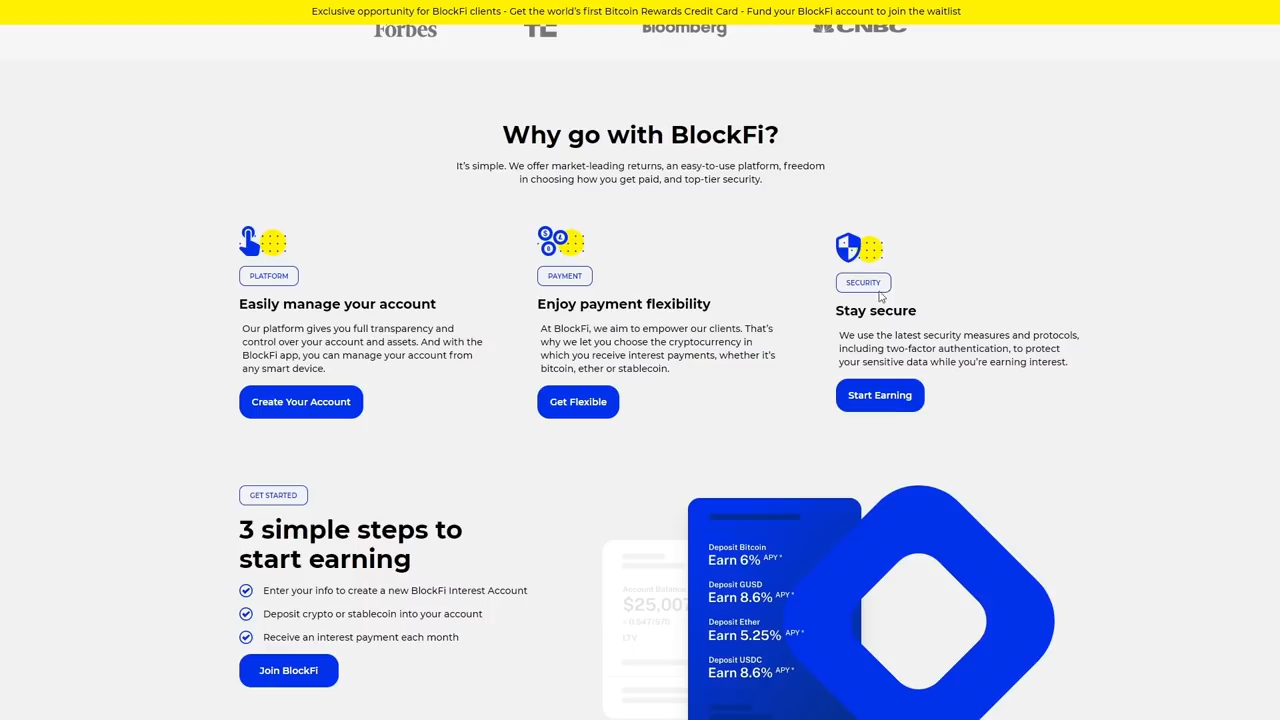 Exclusive opportunity for BlockFi clients - Get the world's first Bitcoin Rewards Credit Card - Fund your BlockFi account to join the waitlist
Forbes
TC
Bloomberg
CNBC
Why go with BlockFi?
It's simple. We offer market-leading returns, an easy-to-use platform, freedom
in choosing how you get paid, and top-tier security.
PLATFORM
Easily manage your account
Our platform gives you full transparency and
control over your account and assets. And with the
BlockFi app, you can manage your account from
any smart device.
Create Your Account
PAYMENT
Enjoy payment flexibility
At BlockFi, we aim to empower our clients. That's
why we let you choose the cryptocurrency in
which you receive interest payments, whether it's
bitcoin, ether or stablecoin.
Get Flexible
SECURITY
Stay secure
We use the latest security measures and protocols,
including two-factor authentication, to protect
your sensitive data while you're earning interest.
Start Earning
GET STARTED
3 simple steps to
start earning
Enter your info to create a new BlockFi Interest Account
Deposit crypto or stablecoin into your account
Receive an interest payment each month
Join BlockFi
Account Balance
$25,007
LTV
Deposit Bitcoin
Earn 6% APY*
Deposit GUSD
Earn 8.6% APY*
Deposit Ether
Earn 5.25% APY*
Deposit USDC
Earn 8.6% APY*